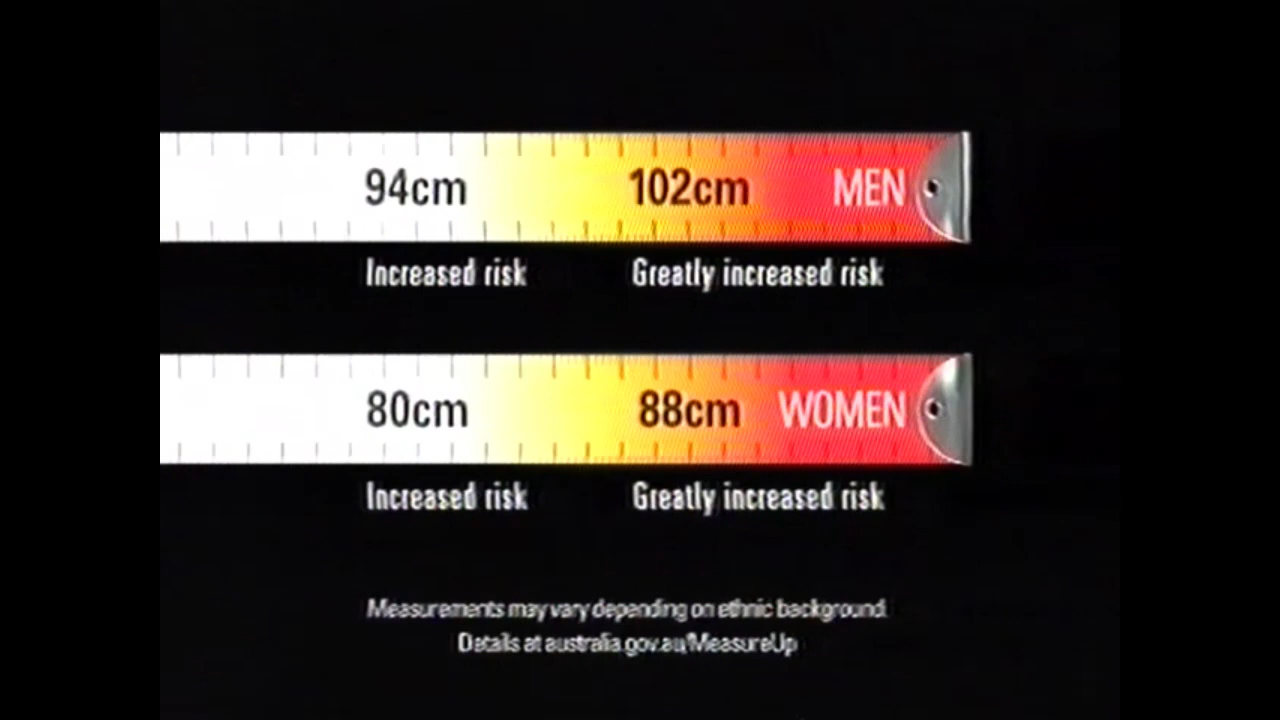 94cm 102cm MEN
Increased risk Greatly increased risk
80cm 88cm WOMEN
Increased risk Greatly increased risk
Measurements may vary depending on ethnic background.
Details at australia.gov.au/MeasureUp